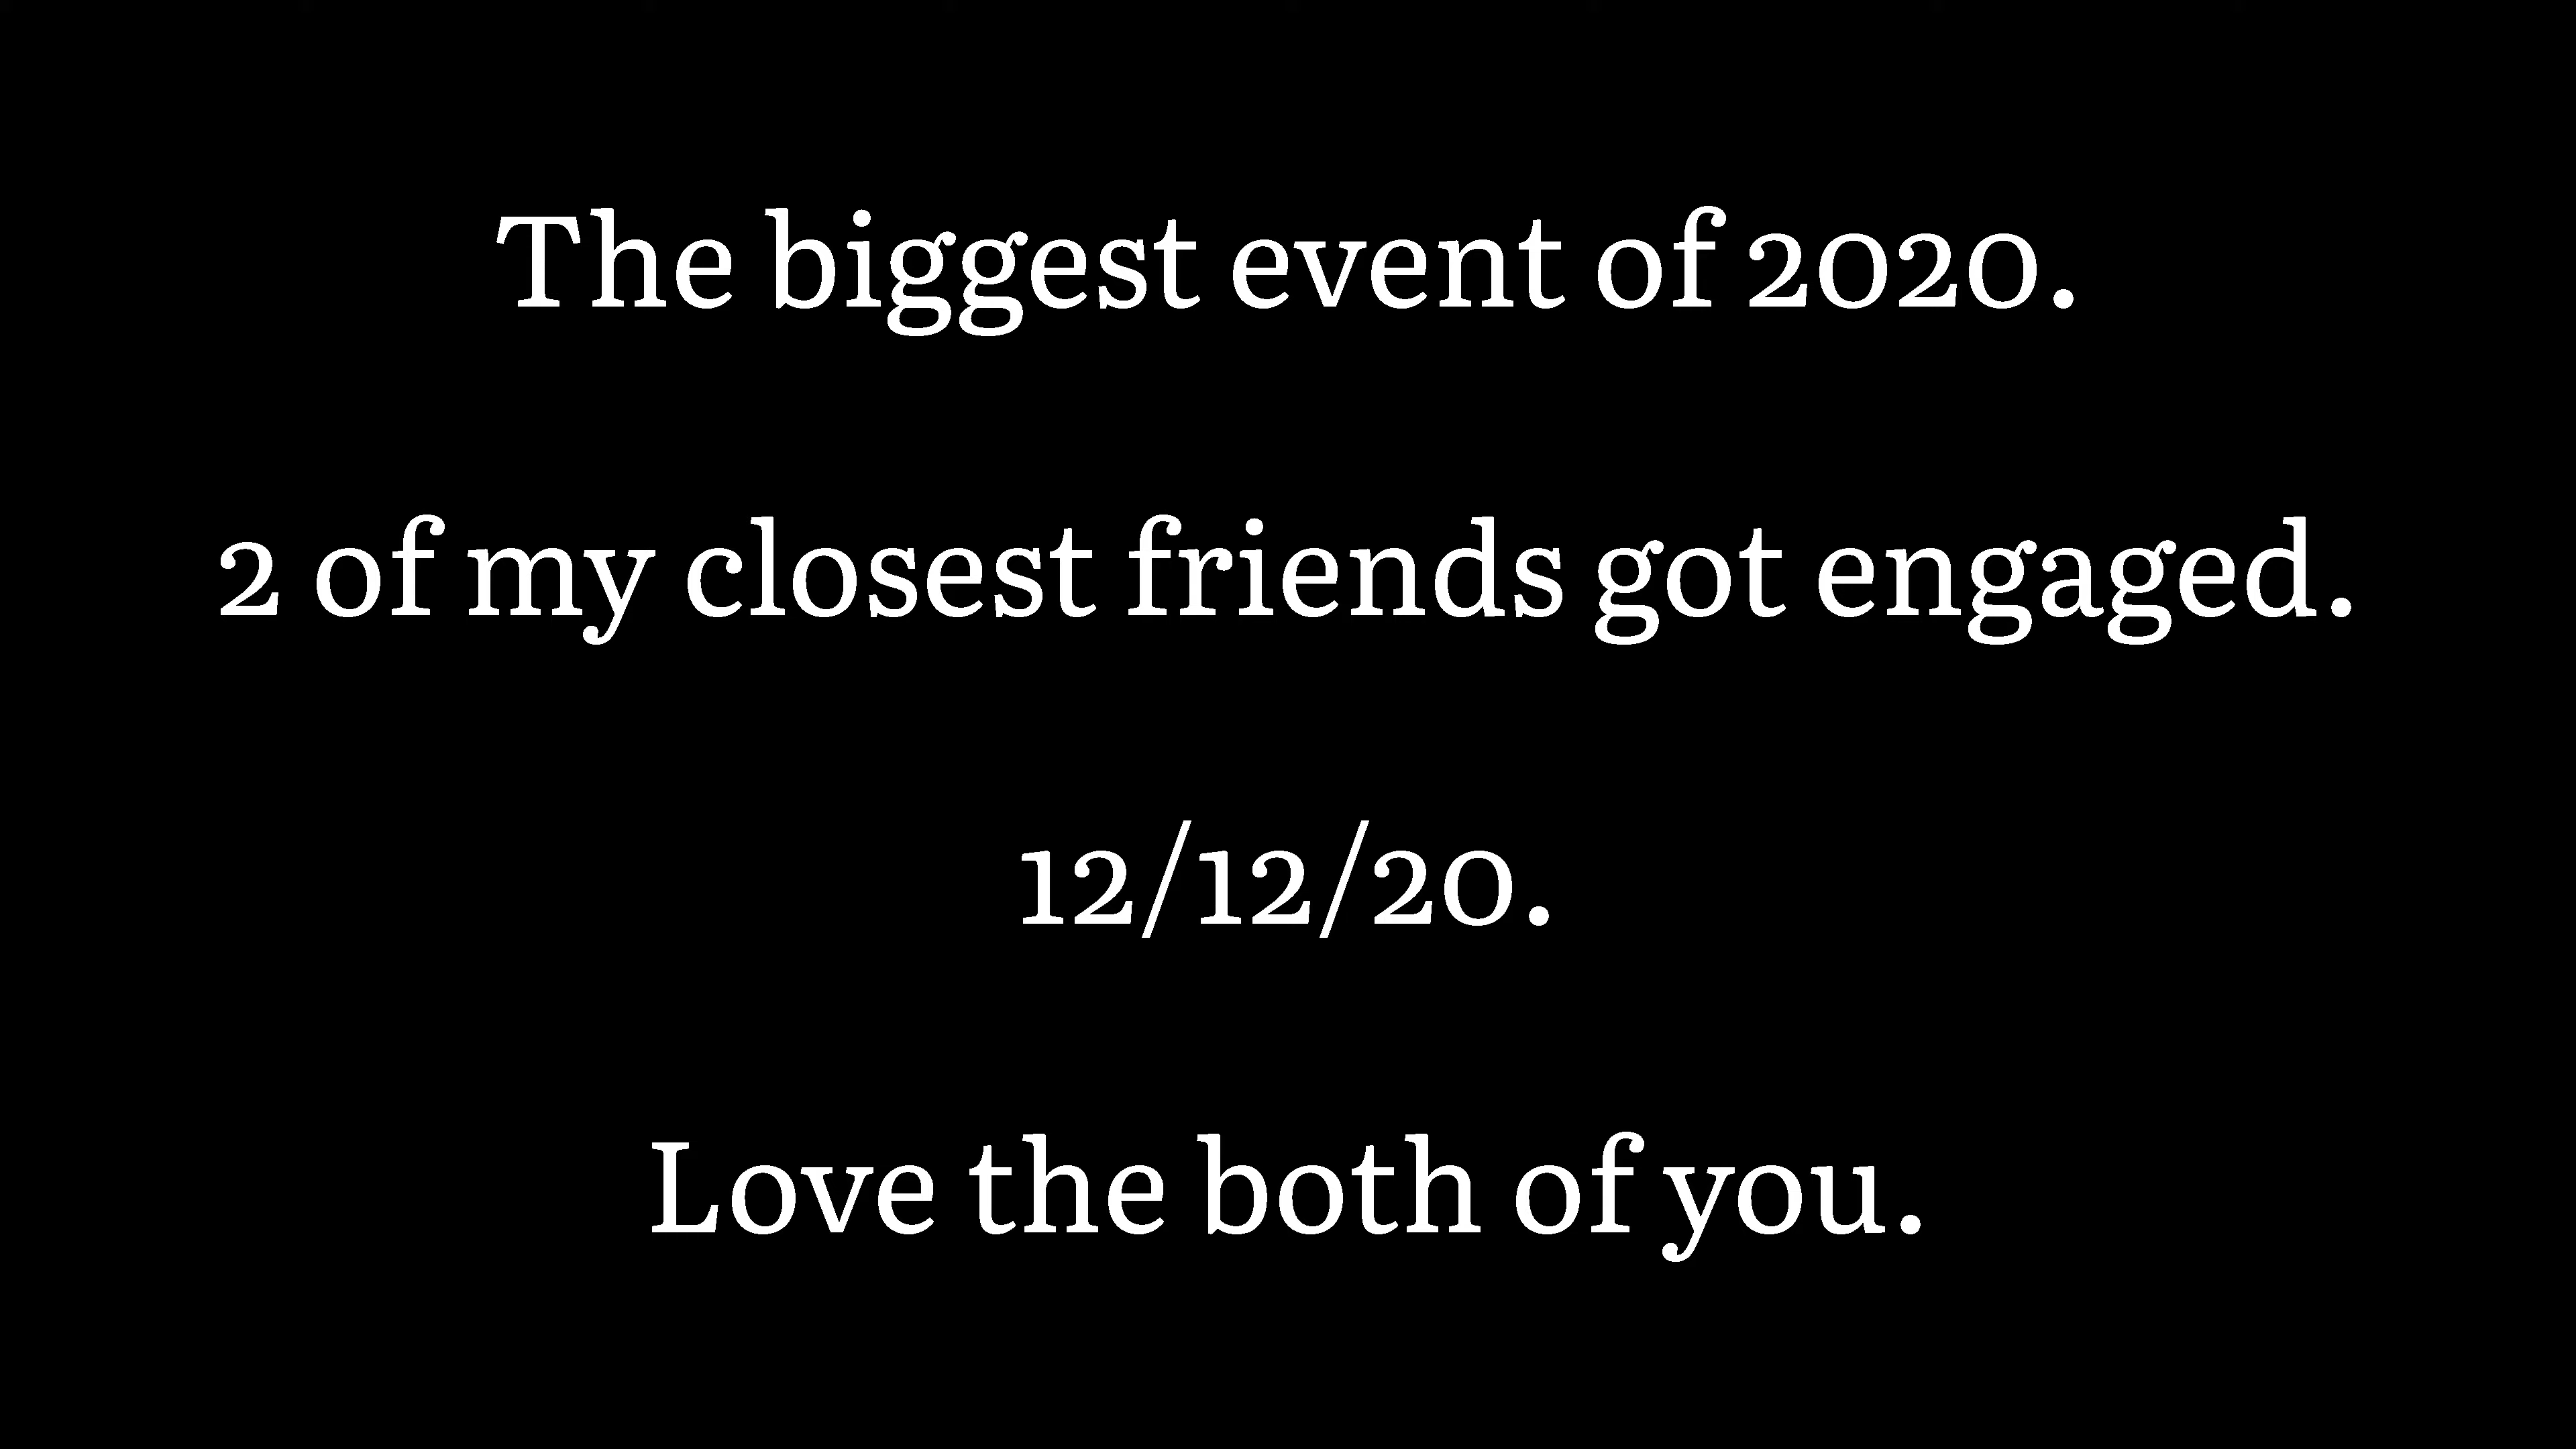 The biggest event of 2020.
2 of my closest friends got engaged.
12/12/20.
Love the both of you.